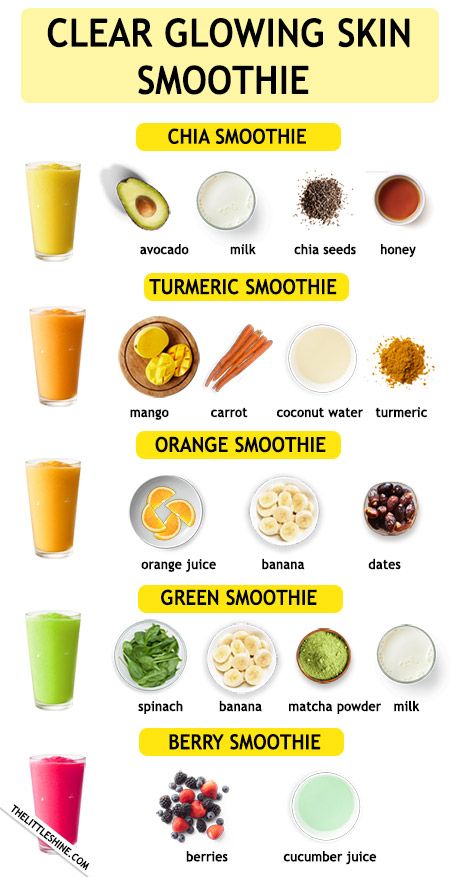 CLEAR GLOWING SKIN
SMOOTHIE
CHIA SMOOTHIE
avocado milk chia seeds honey
TURMERIC SMOOTHIE
mango carrot coconut water turmeric
ORANGE SMOOTHIE
orange juice banana dates
GREEN SMOOTHIE
spinach banana matcha powder milk
BERRY SMOOTHIE
berries cucumber juice
THELITTLESHINE.COM